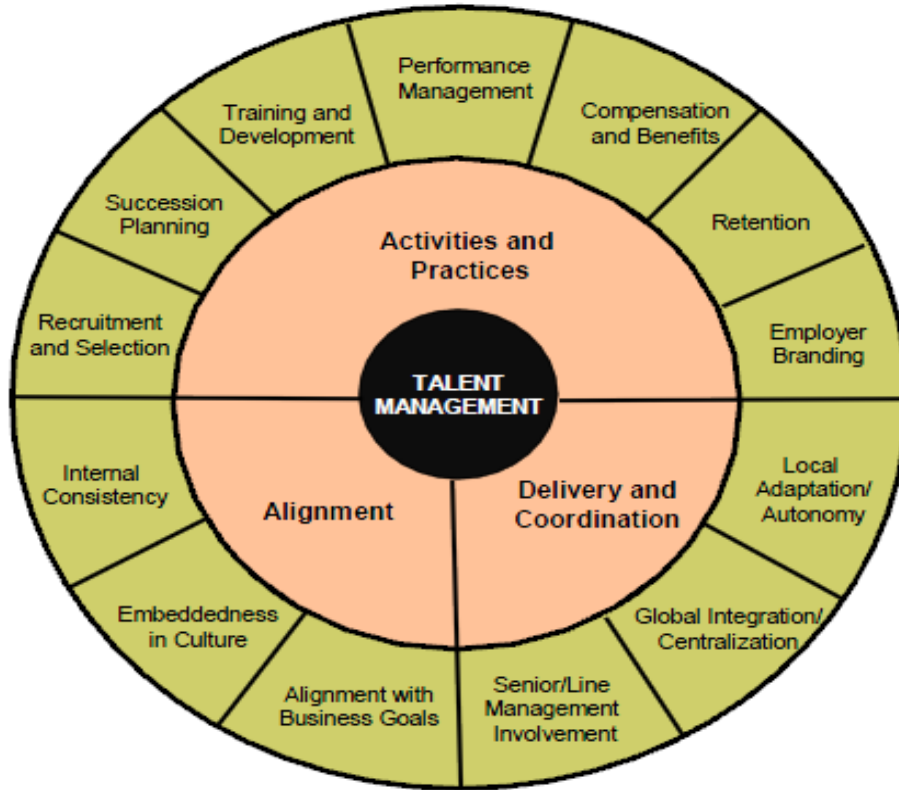 Performance
Management
Training and
Development
Compensation
and Benefits
Succession
Planning
Retention
Activities and
Practices
Recruitment
and Selection
Employer
Branding
TALENT
MANAGEMENT
Internal
Consistency
Alignment
Delivery and
Coordination
Local
Adaptation/
Autonomy
Embeddedness
in Culture
Global Integration/
Centralization
Alignment with
Business Goals
Senior/Line
Management
Involvement